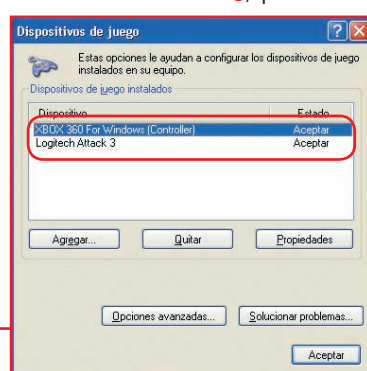 Dispositivos de juego
Estas opciones le ayudan a configurar los dispositivos de juego
instalados en su equipo.
Dispositivos de juego instalados
Dispositivo Estado
XBOX 360 For Windows (Controller) Aceptar
Logitech Attack 3 Aceptar
Agregar... Quitar Propiedades
Opciones avanzadas... Solucionar problemas...
Aceptar